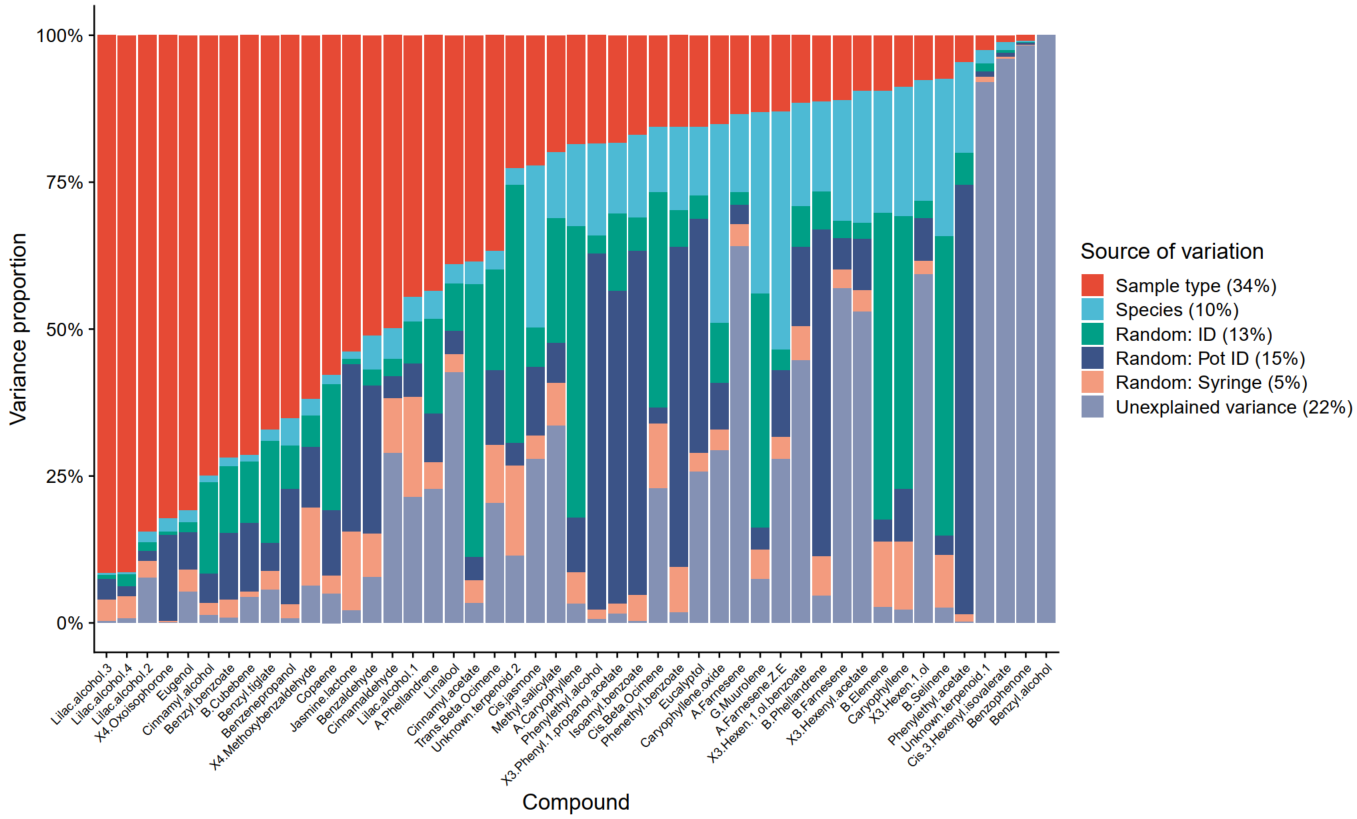 100%
75%
50%
25%
0%
Variance proportion
Lilac.alcohol.3
Lilac.alcohol.4
Lilac.alcohol.2
X4.Oxoisophorone
Eugenol
Cinnamyl.alcohol
Benzyl.benzoate
B.Cubebene
Benzyl.tiglate
Benzenepropanol
X4.Methoxybenzaldehyde
Copaene
Jasmine.lactone
Benzaldehyde
Cinnamaldehyde
Lilac.alcohol.1
A.Phellandrene
Linalool
Cinnamyl.acetate
Trans.Beta.Ocimene
Unknown.terpenoid.2
Cis.jasmone
Methyl.salicylate
A.Caryophyllene
Phenylethyl.alcohol
X3.Phenyl.1.propanol.acetate
Isoamyl.benzoate
Cis.Beta.Ocimene
Phenethyl.benzoate
Eucalyptol
Caryophyllene.oxide
A.Farnesene
G.Muurolene
A.Farnesene.Z.E
X3.Hexen.1.ol.benzoate
B.Phellandrene
B.Farnesene
X3.Hexenyl.acetate
B.Elemene
Caryophyllene
X3.Hexen.1.ol
B.Selinene
Phenylethyl.acetate
Unknown.terpenoid.1
Cis.3.Hexenyl.isovalerate
Benzophenone
Benzyl.alcohol
Compound
Source of variation
Sample type (34%)
Species (10%)
Random: ID (13%)
Random: Pot ID (15%)
Random: Syringe (5%)
Unexplained variance (22%)